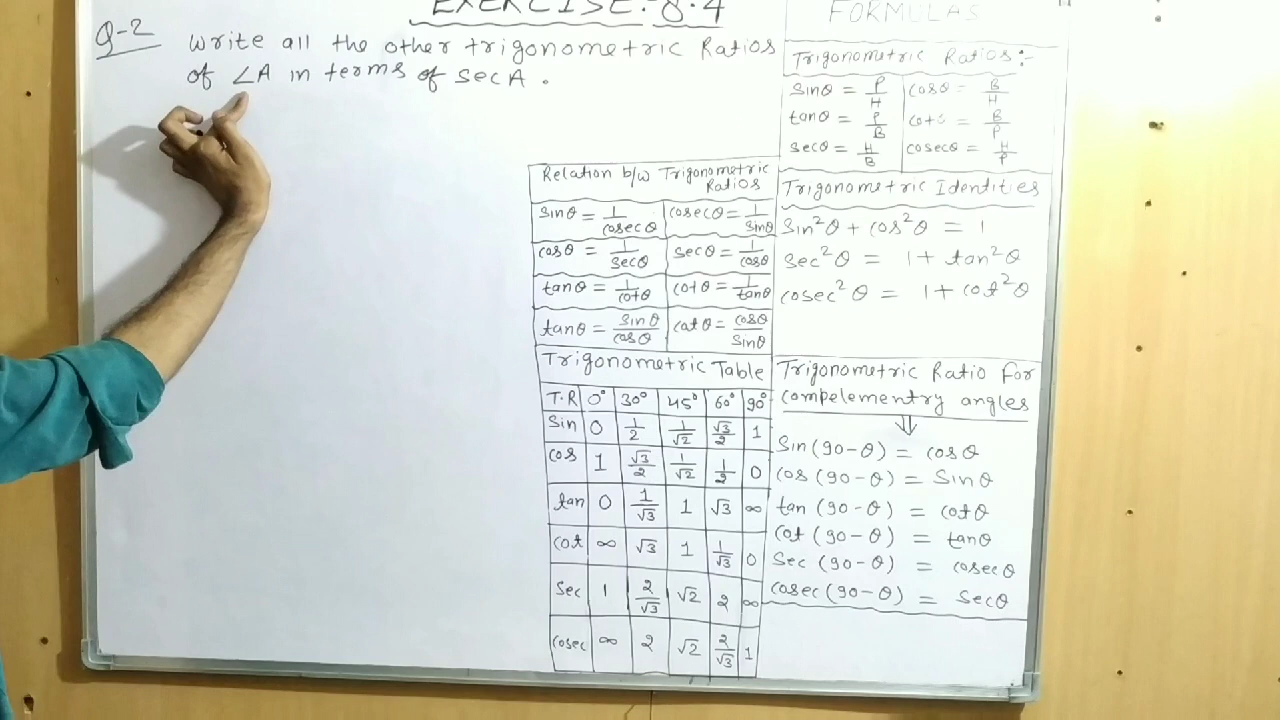 EXERCISE:-8.4
Q-2 Write all the other trigonometric Ratios
of ∠A in terms of secA.
Relation b/w Trigonometric
Ratios
sinθ = 1/cosecθ cosecθ = 1/sinθ
cosθ = 1/secθ secθ = 1/cosθ
tanθ = 1/cotθ cotθ = 1/tanθ
tanθ = sinθ/cosθ cotθ = cosθ/sinθ
Trigonometric Table
T.R 0° 30° 45° 60° 90°
Sin 0 1/2 1/√2 √3/2 1
cos 1 √3/2 1/√2 1/2 0
tan 0 1/√3 1 √3 ∞
cot ∞ √3 1 1/√3 0
Sec 1 2/√3 √2 2 ∞
cosec ∞ 2 √2 2/√3 1
FORMULAS
Trigonometric Ratios:-
sinθ = P/H cosθ = B/H
tanθ = P/B cotθ = B/P
secθ = H/B cosecθ = H/P
Trigonometric Identities
Sin²θ + cos²θ = 1
sec²θ = 1 + tan²θ
cosec²θ = 1 + cot²θ
Trigonometric Ratio For
compelementry angles
⇓
Sin (90-θ) = cosθ
cos (90-θ) = Sinθ
tan (90-θ) = cotθ
cot (90-θ) = tanθ
Sec (90-θ) = cosecθ
cosec (90-θ) = Secθ